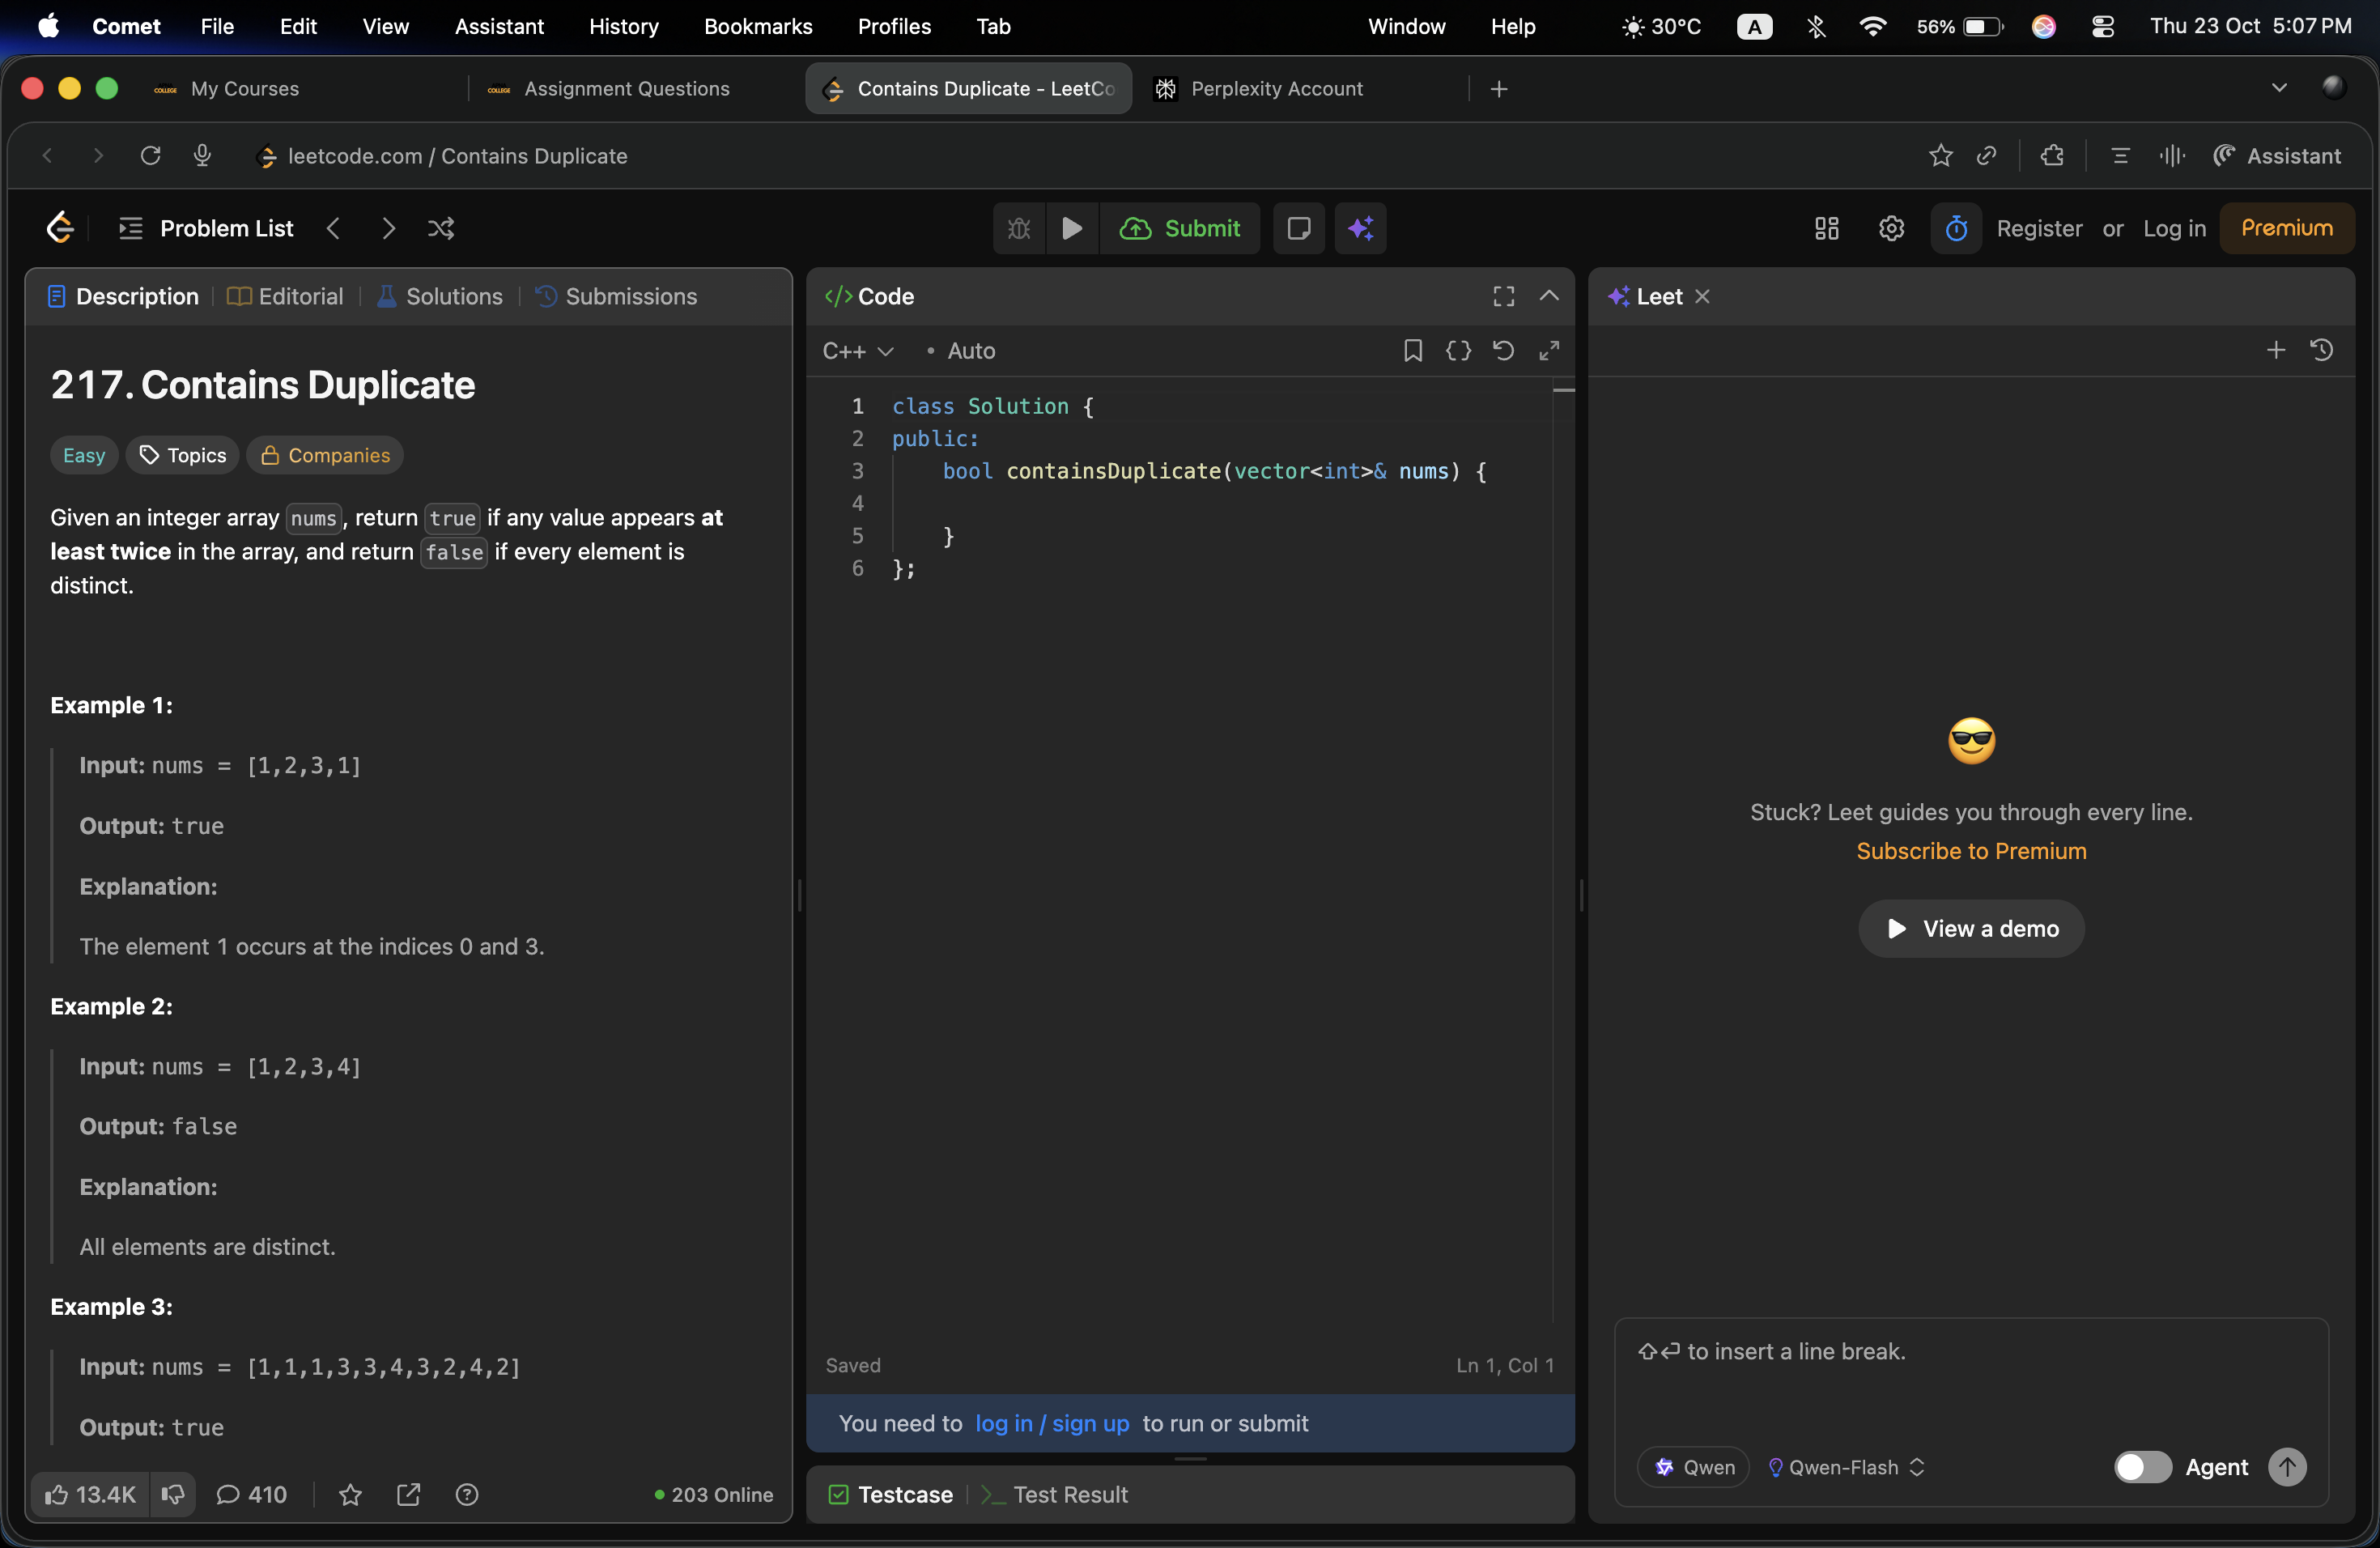 Comet File Edit View Assistant History Bookmarks Profiles Tab Window Help 30°C A 56% Thu 23 Oct 5:07 PM
COLLEGE My Courses COLLEGE Assignment Questions Contains Duplicate - LeetCo Perplexity Account
leetcode.com / Contains Duplicate Assistant
Problem List Submit Register or Log in Premium
Description Editorial Solutions Submissions
217. Contains Duplicate
Easy Topics Companies
Given an integer array nums, return true if any value appears at
least twice in the array, and return false if every element is
distinct.
Example 1:
Input: nums = [1,2,3,1]
Output: true
Explanation:
The element 1 occurs at the indices 0 and 3.
Example 2:
Input: nums = [1,2,3,4]
Output: false
Explanation:
All elements are distinct.
Example 3:
Input: nums = [1,1,1,3,3,4,3,2,4,2]
Output: true
13.4K 410 203 Online
</> Code
C++ • Auto
1 class Solution {
2 public:
3 bool containsDuplicate(vector<int>& nums) {
4
5 }
6 };
Saved Ln 1, Col 1
You need to log in / sign up to run or submit
Testcase Test Result
Leet
Stuck? Leet guides you through every line.
Subscribe to Premium
View a demo
⇧⏎ to insert a line break.
Qwen Qwen-Flash Agent